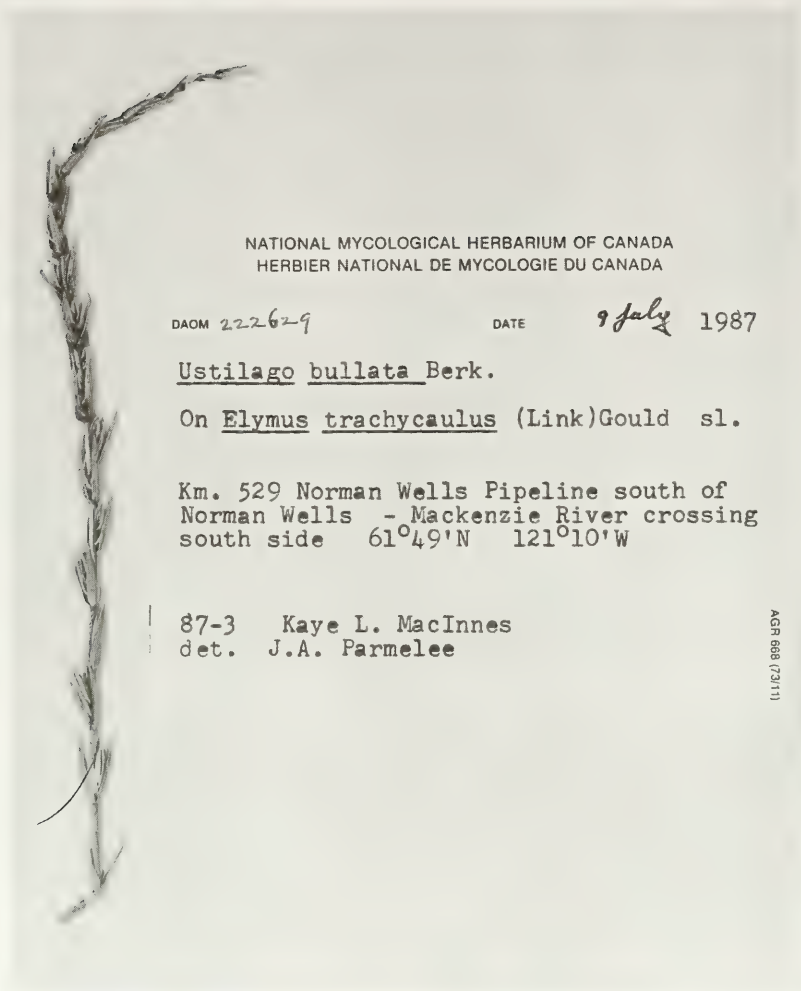 NATIONAL MYCOLOGICAL HERBARIUM OF CANADA
HERBIER NATIONAL DE MYCOLOGIE DU CANADA
DAOM 222629 DATE 9 July 1987
Ustilago bullata Berk.
On Elymus trachycaulus (Link)Gould sl.
Km. 529 Norman Wells Pipeline south of
Norman Wells - Mackenzie River crossing
south side 61°49'N 121°10'W
87-3 Kaye L. MacInnes
det. J.A. Parmelee
AGR 668 (73/11)